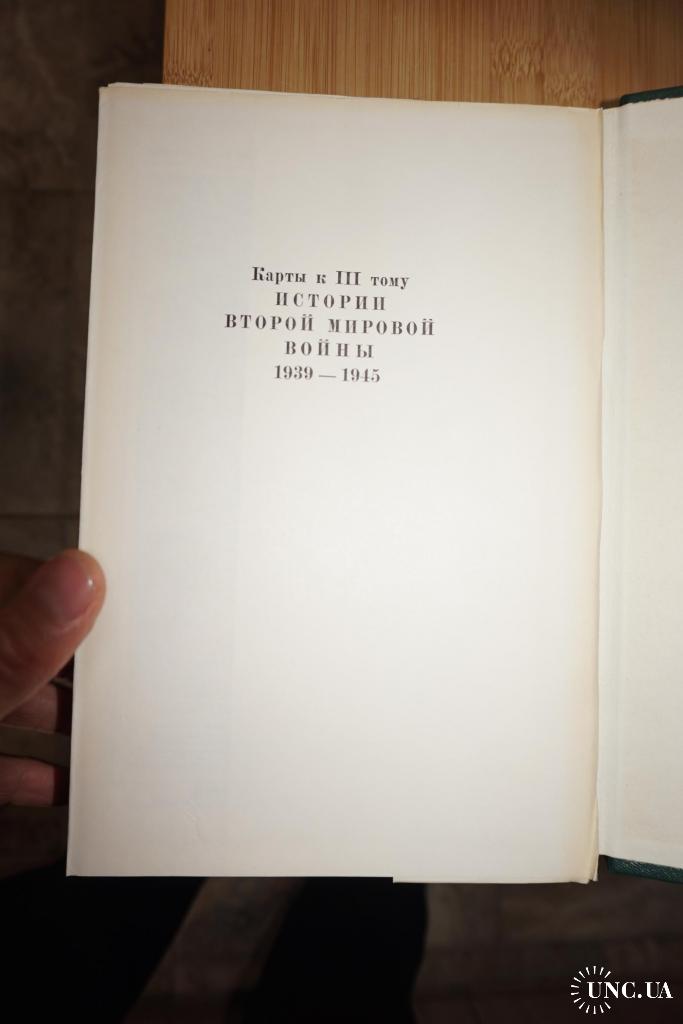 Карты к III тому
ИСТОРИИ
ВТОРОЙ МИРОВОЙ
ВОЙНЫ
1939 — 1945
UNC.UA